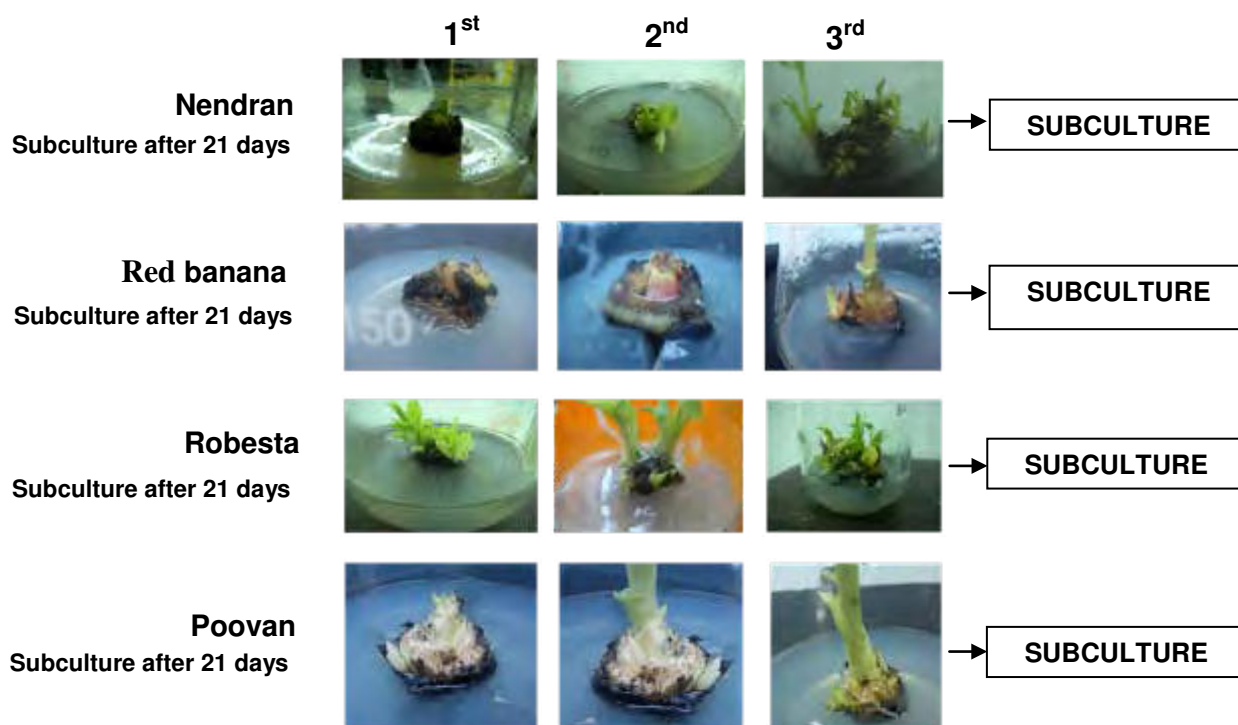 1st 2nd 3rd
Nendran
Subculture after 21 days
SUBCULTURE
Red banana
Subculture after 21 days
SUBCULTURE
150
Robesta
Subculture after 21 days
SUBCULTURE
Poovan
Subculture after 21 days
SUBCULTURE